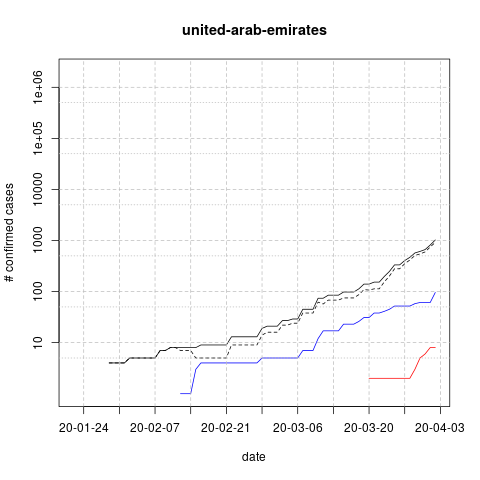 united-arab-emirates
# confirmed cases
1e+06
1e+05
10000
1000
100
10
20-01-24 20-02-07 20-02-21 20-03-06 20-03-20 20-04-03
date